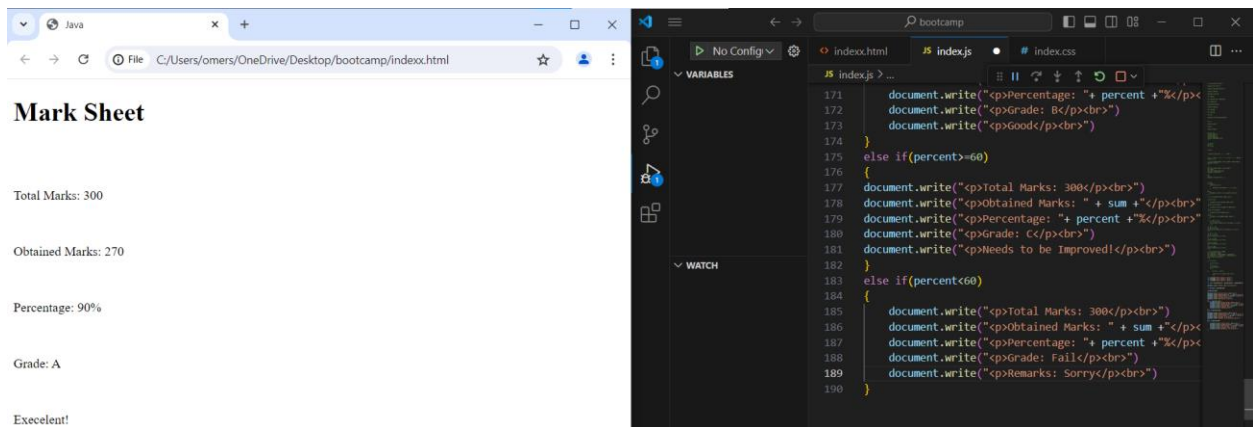 Java
File C:/Users/omers/OneDrive/Desktop/bootcamp/indexx.html
Mark Sheet
Total Marks: 300
Obtained Marks: 270
Percentage: 90%
Grade: A
Execelent!
bootcamp
No Config
indexx.html
JS index.js
# index.css
VARIABLES
JS index.js > ...
171 document.write("<p>Percentage: "+ percent +"%</p><
172 document.write("<p>Grade: B</p><br>")
173 document.write("<p>Good</p><br>")
174 }
175 else if(percent>=60)
176 {
177 document.write("<p>Total Marks: 300</p><br>")
178 document.write("<p>Obtained Marks: " + sum +"</p><br>"
179 document.write("<p>Percentage: "+ percent +"%</p><br>"
180 document.write("<p>Grade: C</p><br>")
181 document.write("<p>Needs to be Improved!</p><br>")
182 }
183 else if(percent<60)
184 {
185 document.write("<p>Total Marks: 300</p><br>")
186 document.write("<p>Obtained Marks: " + sum +"</p><
187 document.write("<p>Percentage: "+ percent +"%</p><
188 document.write("<p>Grade: Fail</p><br>")
189 document.write("<p>Remarks: Sorry</p><br>")
190 }
WATCH